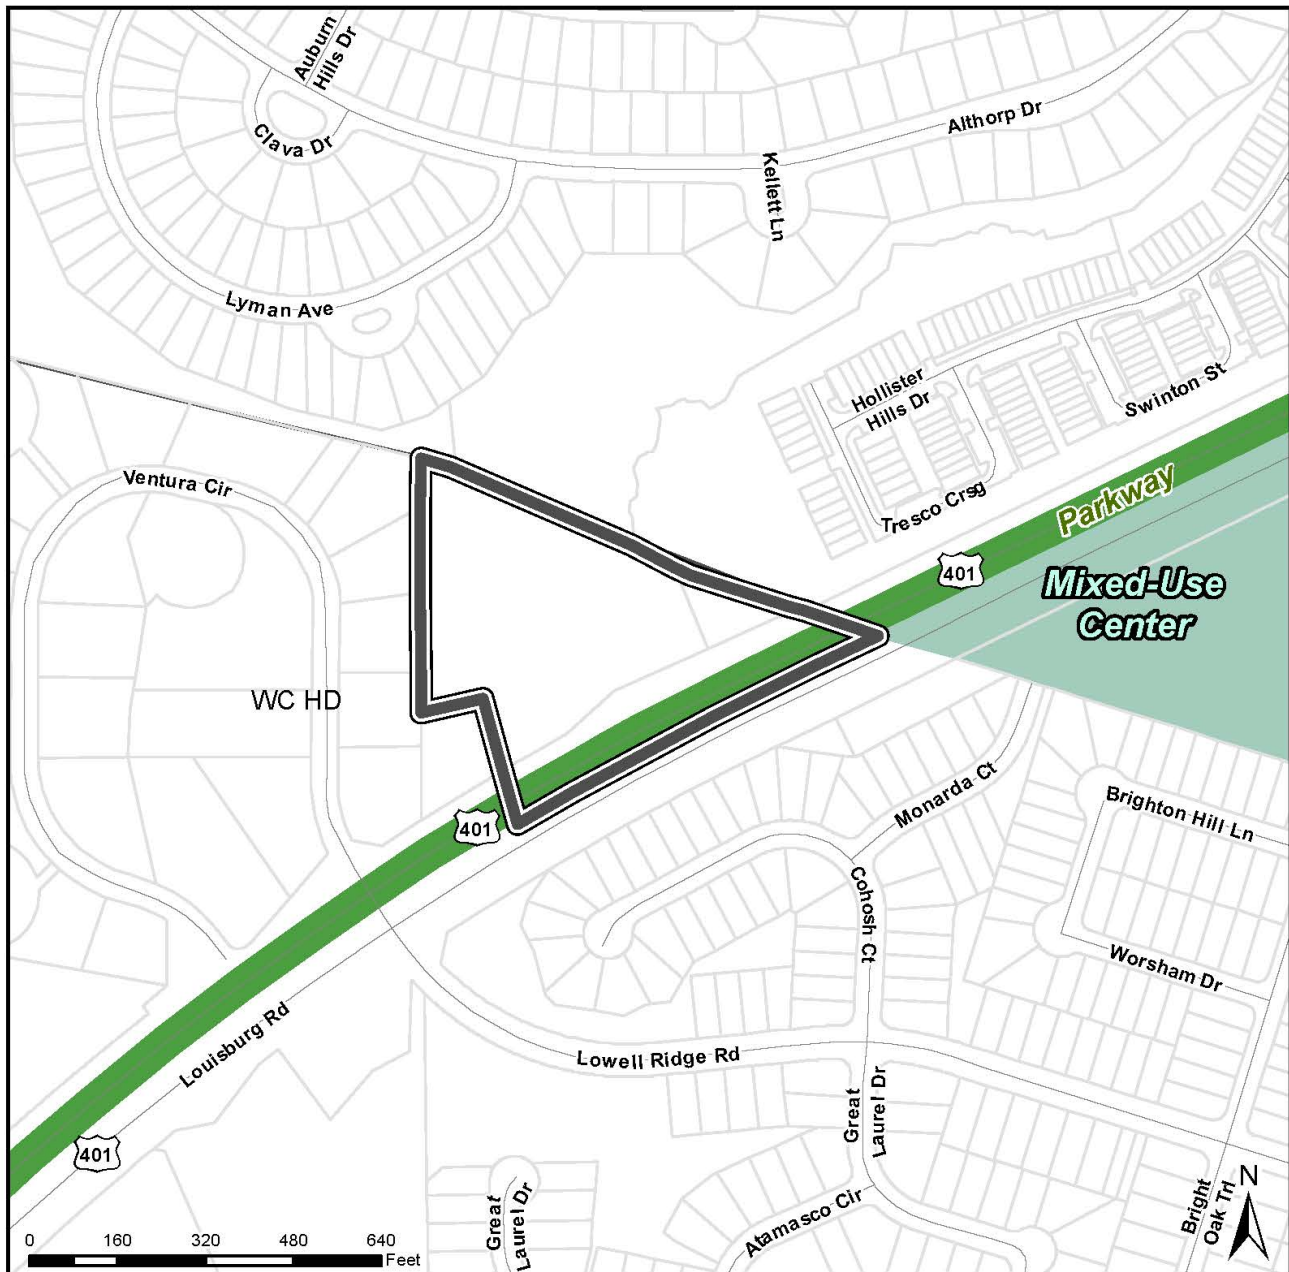 Auburn
Hills Dr
Clava Dr
Althorp Dr
Kellett Ln
Lyman Ave
Hollister
Hills Dr
Swinton St
Ventura Cir
Tresco Crsg
Parkway
401
Mixed-Use
Center
WC HD
Monarda Ct
Brighton Hill Ln
401
Cohosh Ct
Worsham Dr
Louisburg Rd
Lowell Ridge Rd
Great
Laurel Dr
401
Great
Laurel Dr
Atamasco Cir
Bright
Oak Trl
N
0 160 320 480 640
Feet